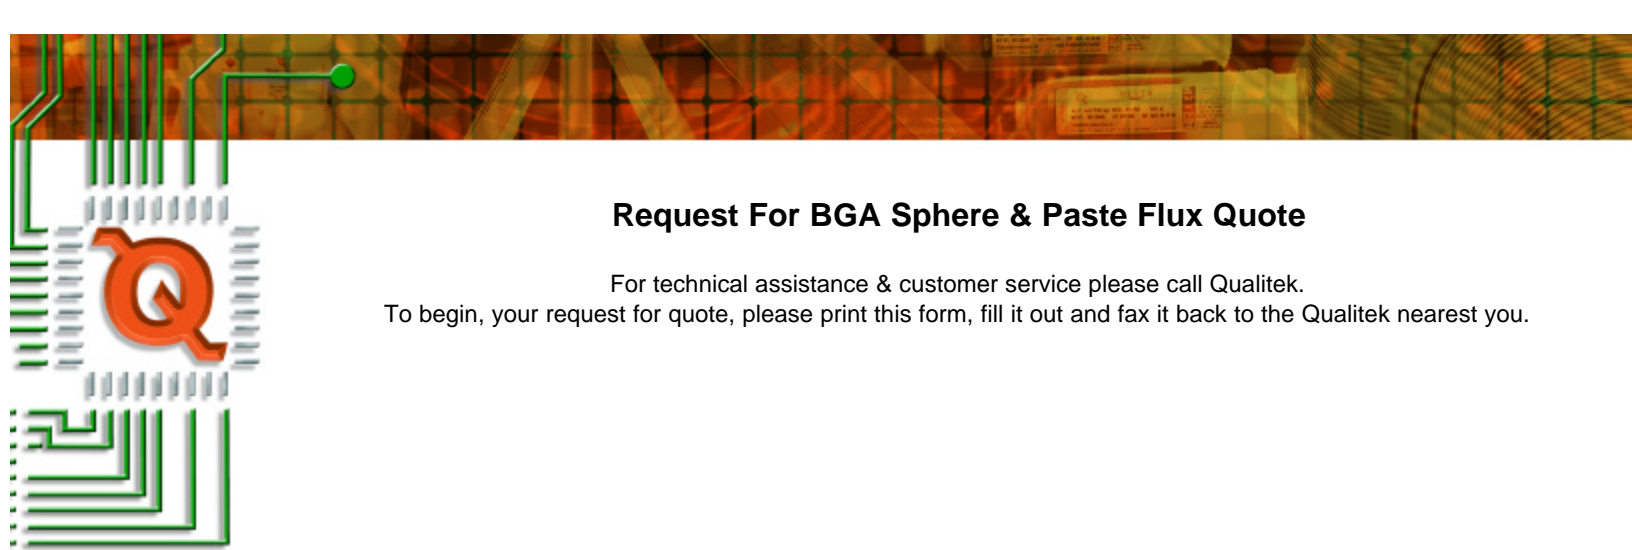 Request For BGA Sphere & Paste Flux Quote
For technical assistance & customer service please call Qualitek.
To begin, your request for quote, please print this form, fill it out and fax it back to the Qualitek nearest you.
Q